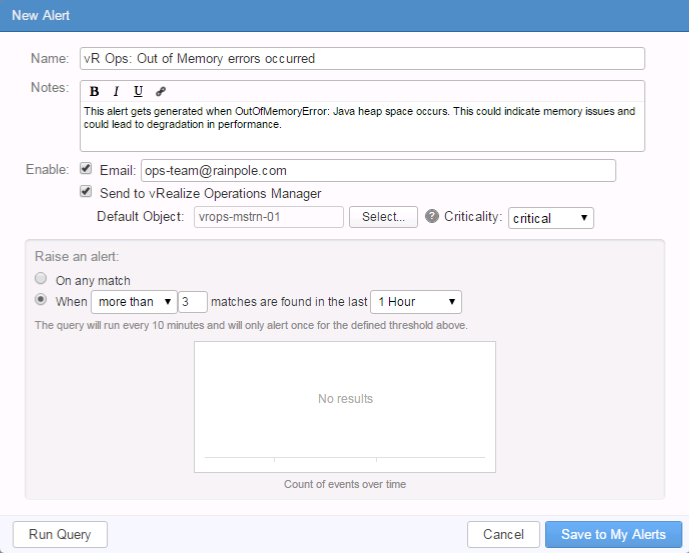 New Alert
Name: vR Ops: Out of Memory errors occurred
Notes: B I U
This alert gets generated when OutOfMemoryError: Java heap space occurs. This could indicate memory issues and
could lead to degradation in performance.
Enable: Email: ops-team@rainpole.com
Send to vRealize Operations Manager
Default Object: vrops-mstrn-01 Select... ? Criticality: critical
Raise an alert:
On any match
When more than 3 matches are found in the last 1 Hour
The query will run every 10 minutes and will only alert once for the defined threshold above.
No results
Count of events over time
Run Query Cancel Save to My Alerts